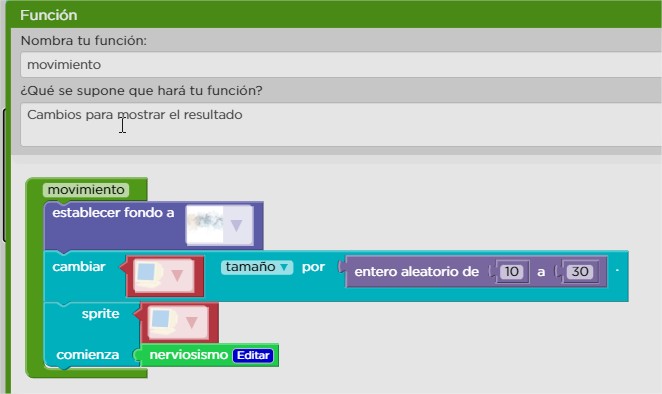 Función
Nombra tu función:
movimiento
¿Qué se supone que hará tu función?
Cambios para mostrar el resultado
movimiento
establecer fondo a
cambiar tamaño por entero aleatorio de 10 a 30 .
sprite
comienza nerviosismo Editar